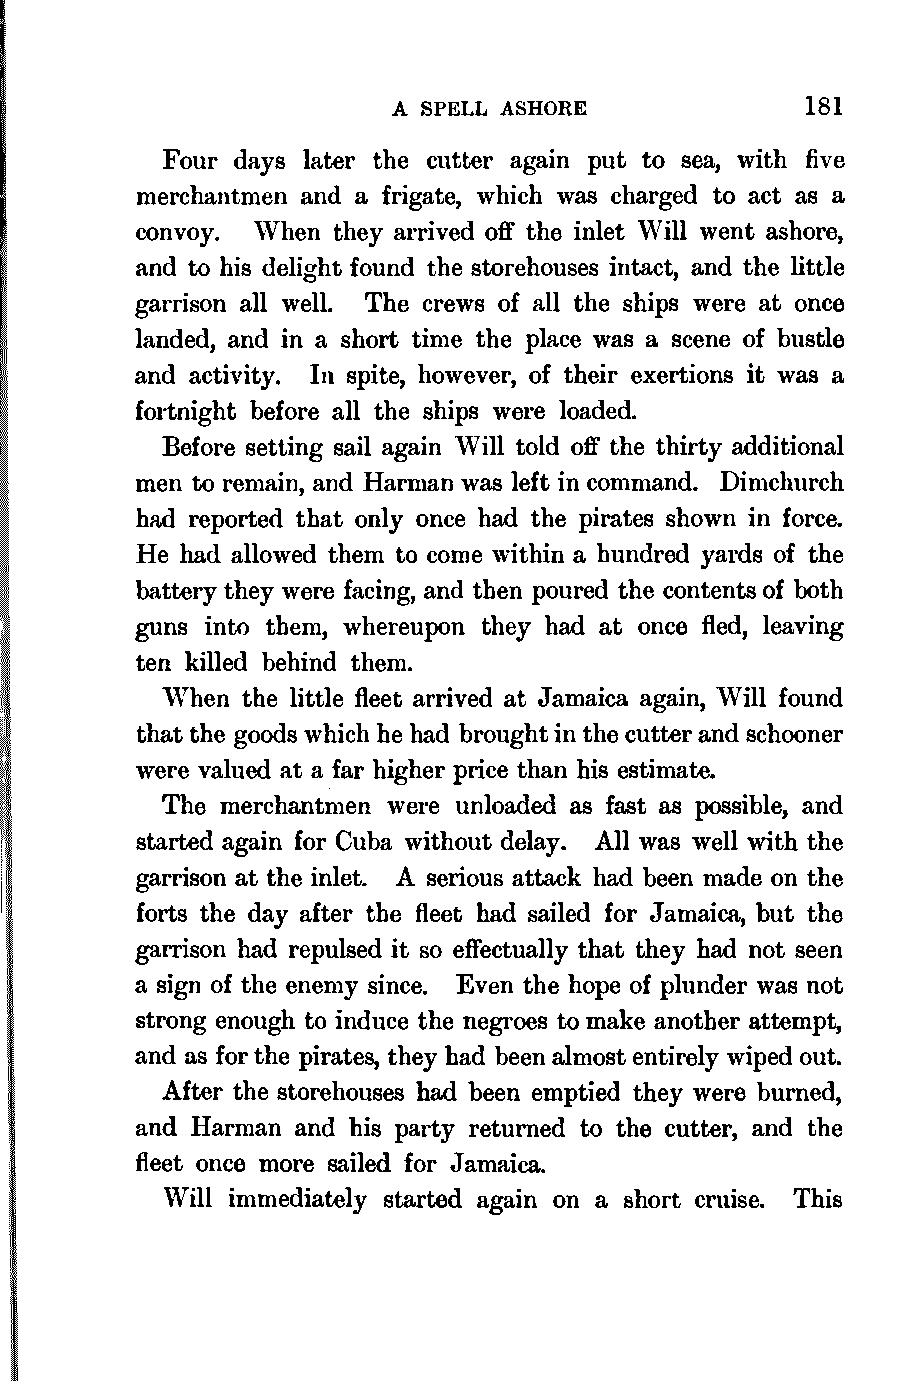 A SPELL ASHORE 181
Four days later the cutter again put to sea, with five
merchantmen and a frigate, which was charged to act as a
convoy. When they arrived off the inlet Will went ashore,
and to his delight found the storehouses intact, and the little
garrison all well. The crews of all the ships were at once
landed, and in a short time the place was a scene of bustle
and activity. In spite, however, of their exertions it was a
fortnight before all the ships were loaded.
Before setting sail again Will told off the thirty additional
men to remain, and Harman was left in command. Dimchurch
had reported that only once had the pirates shown in force.
He had allowed them to come within a hundred yards of the
battery they were facing, and then poured the contents of both
guns into them, whereupon they had at once fled, leaving
ten killed behind them.
When the little fleet arrived at Jamaica again, Will found
that the goods which he had brought in the cutter and schooner
were valued at a far higher price than his estimate.
The merchantmen were unloaded as fast as possible, and
started again for Cuba without delay. All was well with the
garrison at the inlet. A serious attack had been made on the
forts the day after the fleet had sailed for Jamaica, but the
garrison had repulsed it so effectually that they had not seen
a sign of the enemy since. Even the hope of plunder was not
strong enough to induce the negroes to make another attempt,
and as for the pirates, they had been almost entirely wiped out.
After the storehouses had been emptied they were burned,
and Harman and his party returned to the cutter, and the
fleet once more sailed for Jamaica.
Will immediately started again on a short cruise. This